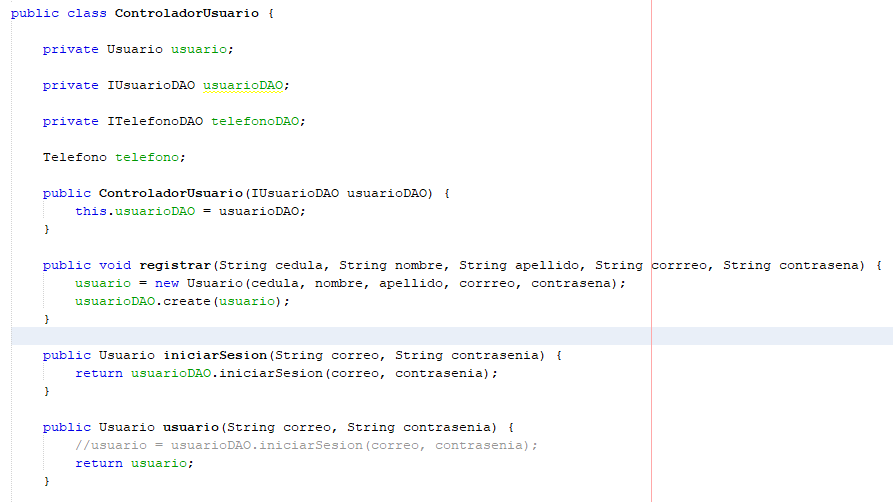 public class ControladorUsuario {
private Usuario usuario;
private IUsuarioDAO usuarioDAO;
private ITelefonoDAO telefonoDAO;
Telefono telefono;
public ControladorUsuario(IUsuarioDAO usuarioDAO) {
this.usuarioDAO = usuarioDAO;
}
public void registrar(String cedula, String nombre, String apellido, String corrreo, String contrasena) {
usuario = new Usuario(cedula, nombre, apellido, corrreo, contrasena);
usuarioDAO.create(usuario);
}
public Usuario iniciarSesion(String correo, String contrasenia) {
return usuarioDAO.iniciarSesion(correo, contrasenia);
}
public Usuario usuario(String correo, String contrasenia) {
//usuario = usuarioDAO.iniciarSesion(correo, contrasenia);
return usuario;
}